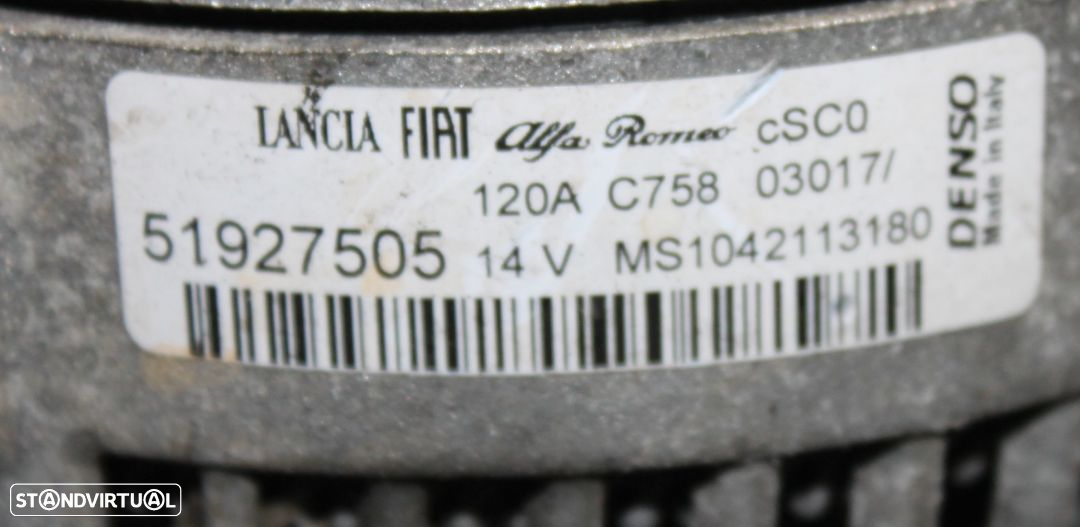 LANCIA FIAT Alfa Romeo cSC0
120A C758 03017/
51927505 14 V MS1042113180
DENSO
Made in Italy
STANDVIRTUAL